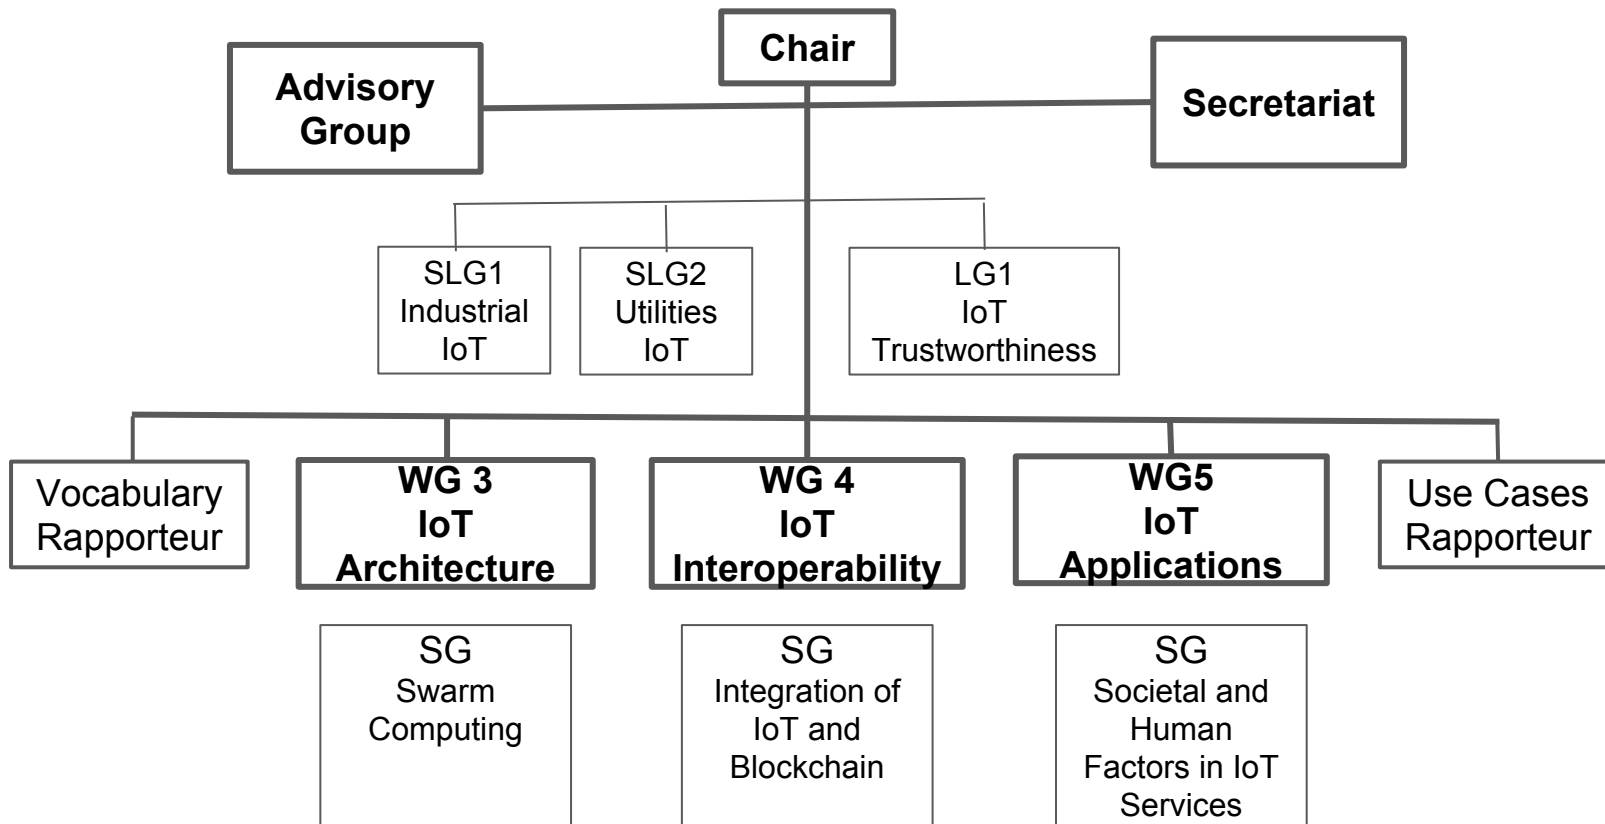 Chair
Advisory
Group
Secretariat
SLG1
Industrial
IoT
SLG2
Utilities
IoT
LG1
IoT
Trustworthiness
Vocabulary
Rapporteur
WG 3
IoT
Architecture
WG 4
IoT
Interoperability
WG5
IoT
Applications
Use Cases
Rapporteur
SG
Swarm
Computing
SG
Integration of
IoT and
Blockchain
SG
Societal and
Human
Factors in IoT
Services